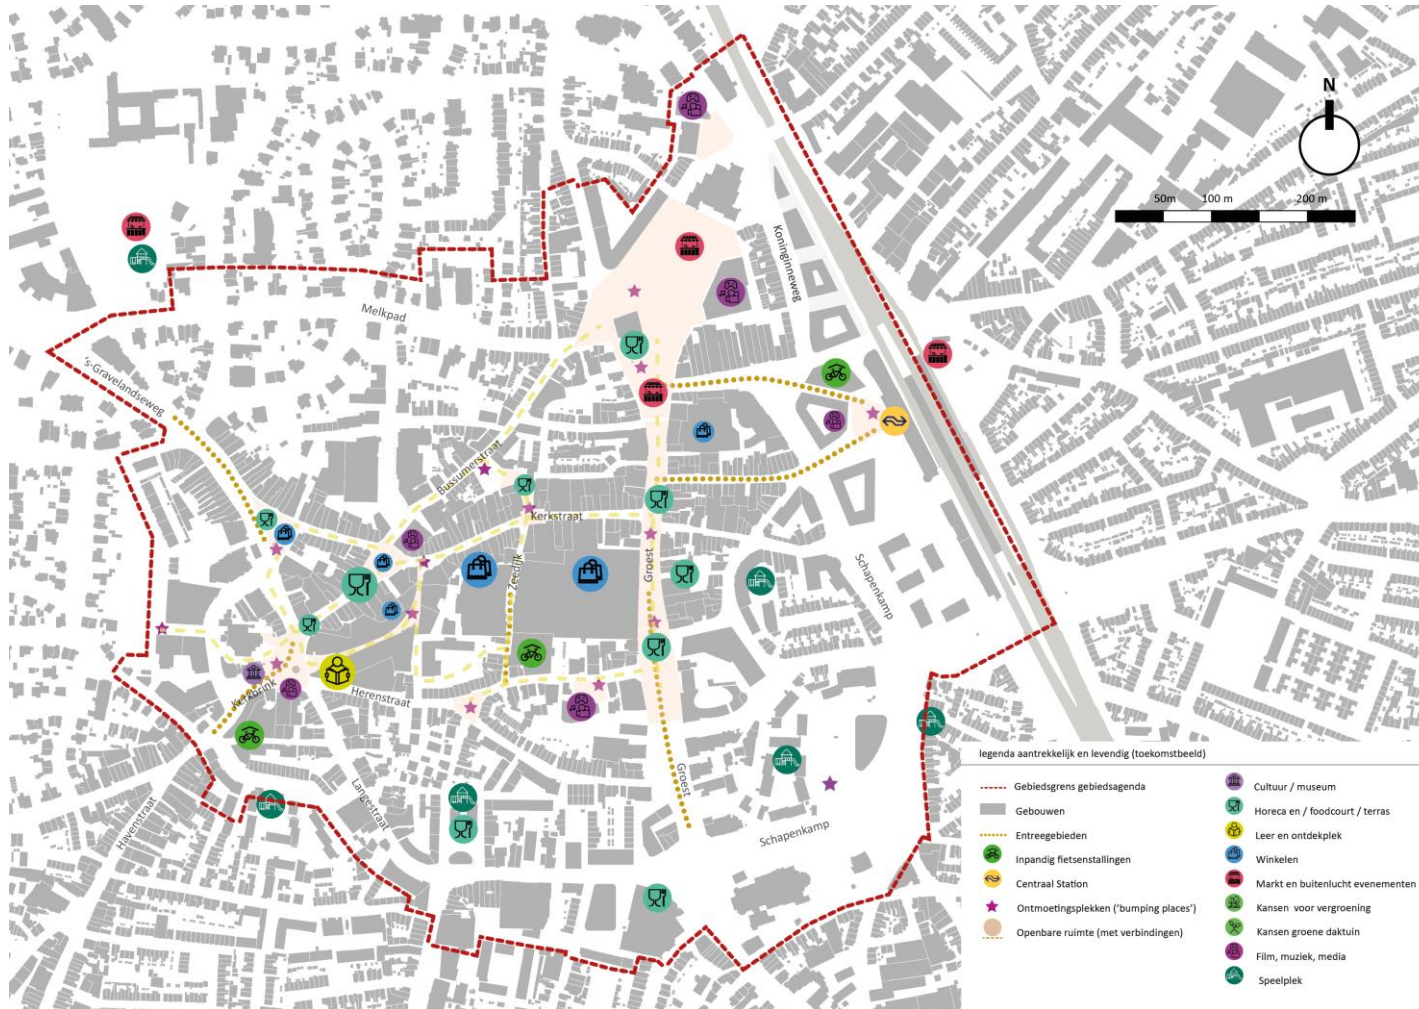 N
50m 100 m 200 m
Koninginneweg
Melkpad
's-Gravelandseweg
Bussumerstraat
Kerkstraat
Zeedijk
Groest
Schapenkamp
Kerkbrink
Herenstraat
Langestraat
Havenstraat
Groest
Schapenkamp
legenda aantrekkelijk en levendig (toekomstbeeld)
Gebiedsgrens gebiedsagenda
Gebouwen
Entreegebieden
Inpandig fietsenstallingen
Centraal Station
Ontmoetingsplekken ('bumping places')
Openbare ruimte (met verbindingen)
Cultuur / museum
Horeca en / foodcourt / terras
Leer en ontdekplek
Winkelen
Markt en buitenlucht evenementen
Kansen voor vergroening
Kansen groene daktuin
Film, muziek, media
Speelplek